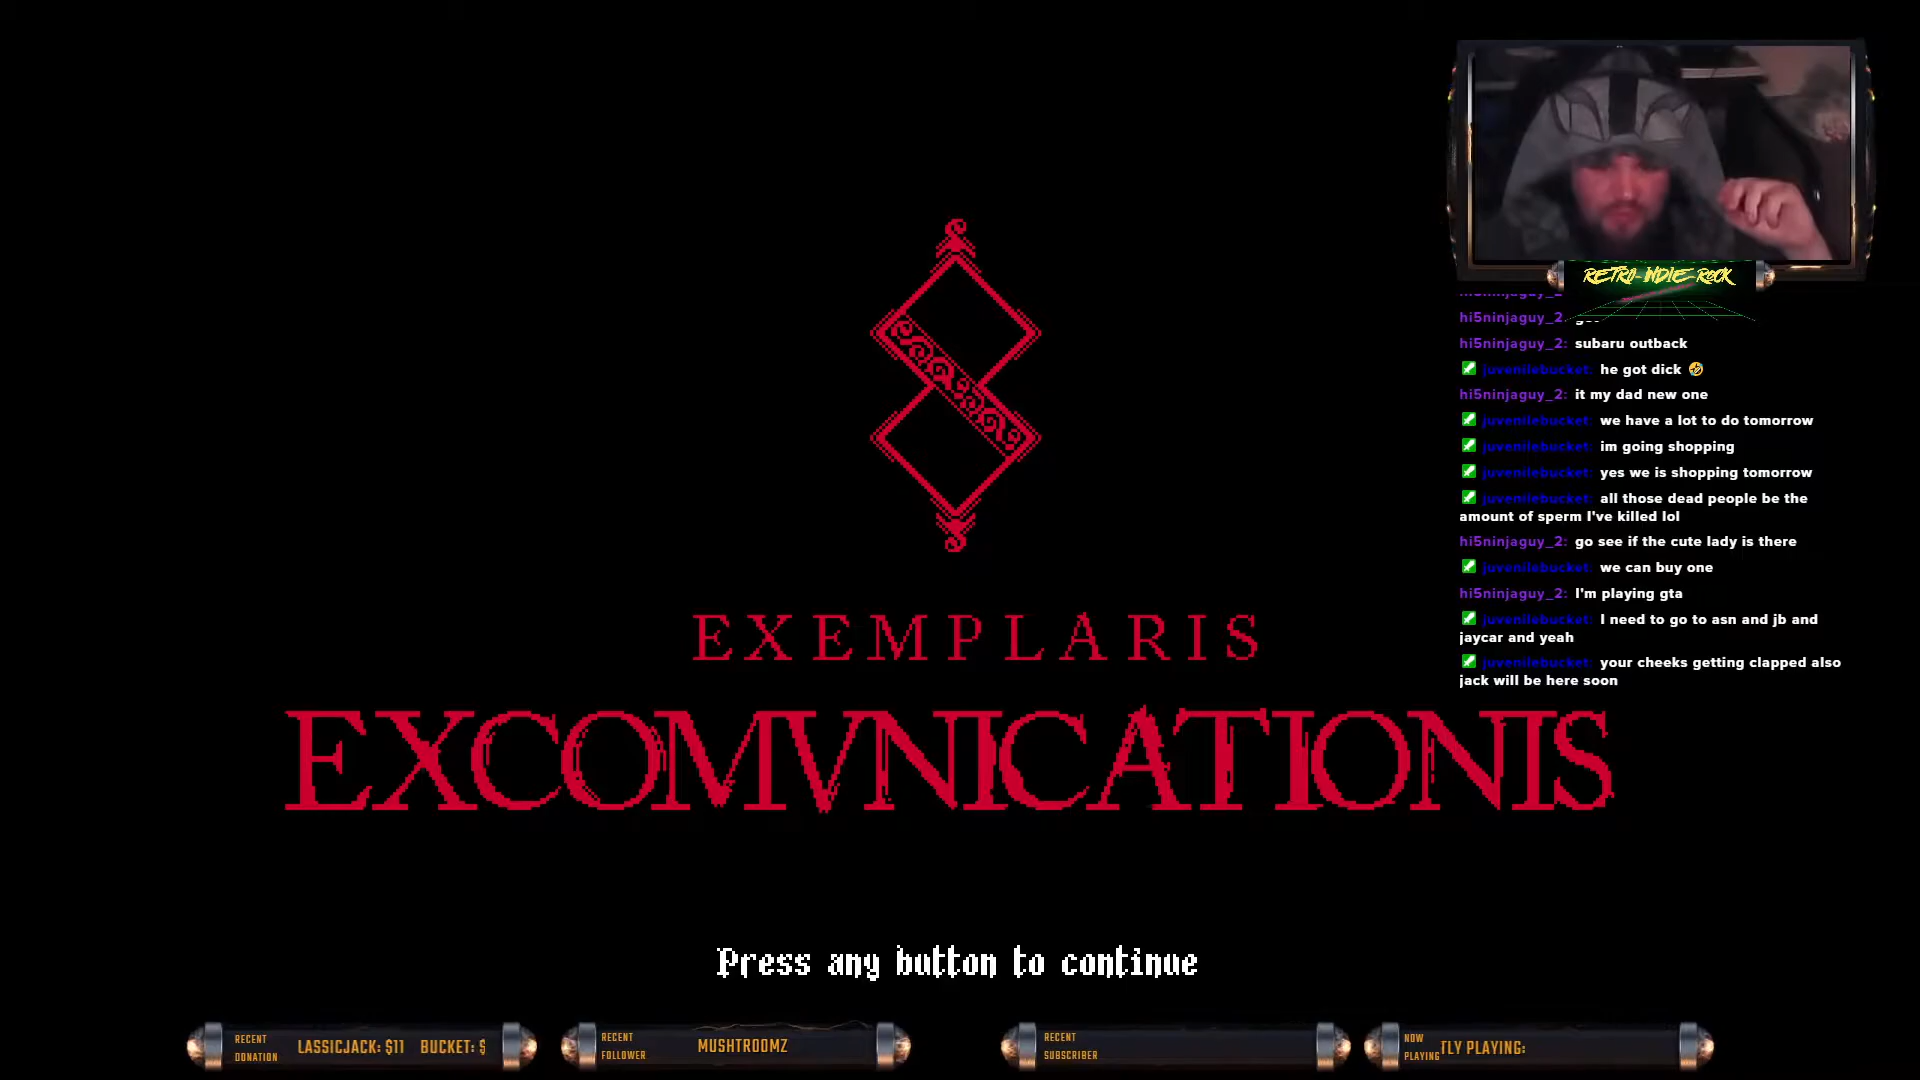 RETRO-INDIE-ROCK
hi5ninjaguy_2:
hi5ninjaguy_2: subaru outback
juvenilebucket: he got dick 🤣
hi5ninjaguy_2: it my dad new one
juvenilebucket: we have a lot to do tomorrow
juvenilebucket: im going shopping
juvenilebucket: yes we is shopping tomorrow
juvenilebucket: all those dead people be the
amount of sperm I've killed lol
hi5ninjaguy_2: go see if the cute lady is there
juvenilebucket: we can buy one
hi5ninjaguy_2: I'm playing gta
juvenilebucket: I need to go to asn and jb and
jaycar and yeah
juvenilebucket: your cheeks getting clapped also
jack will be here soon
EXEMPLARIS
EXCOMVNICATIONIS
Press any button to continue
RECENT
DONATION
LASSICJACK: $11 BUCKET: $
RECENT
FOLLOWER
MUSHTROOMZ
RECENT
SUBSCRIBER
NOW
PLAYING
TLY PLAYING: